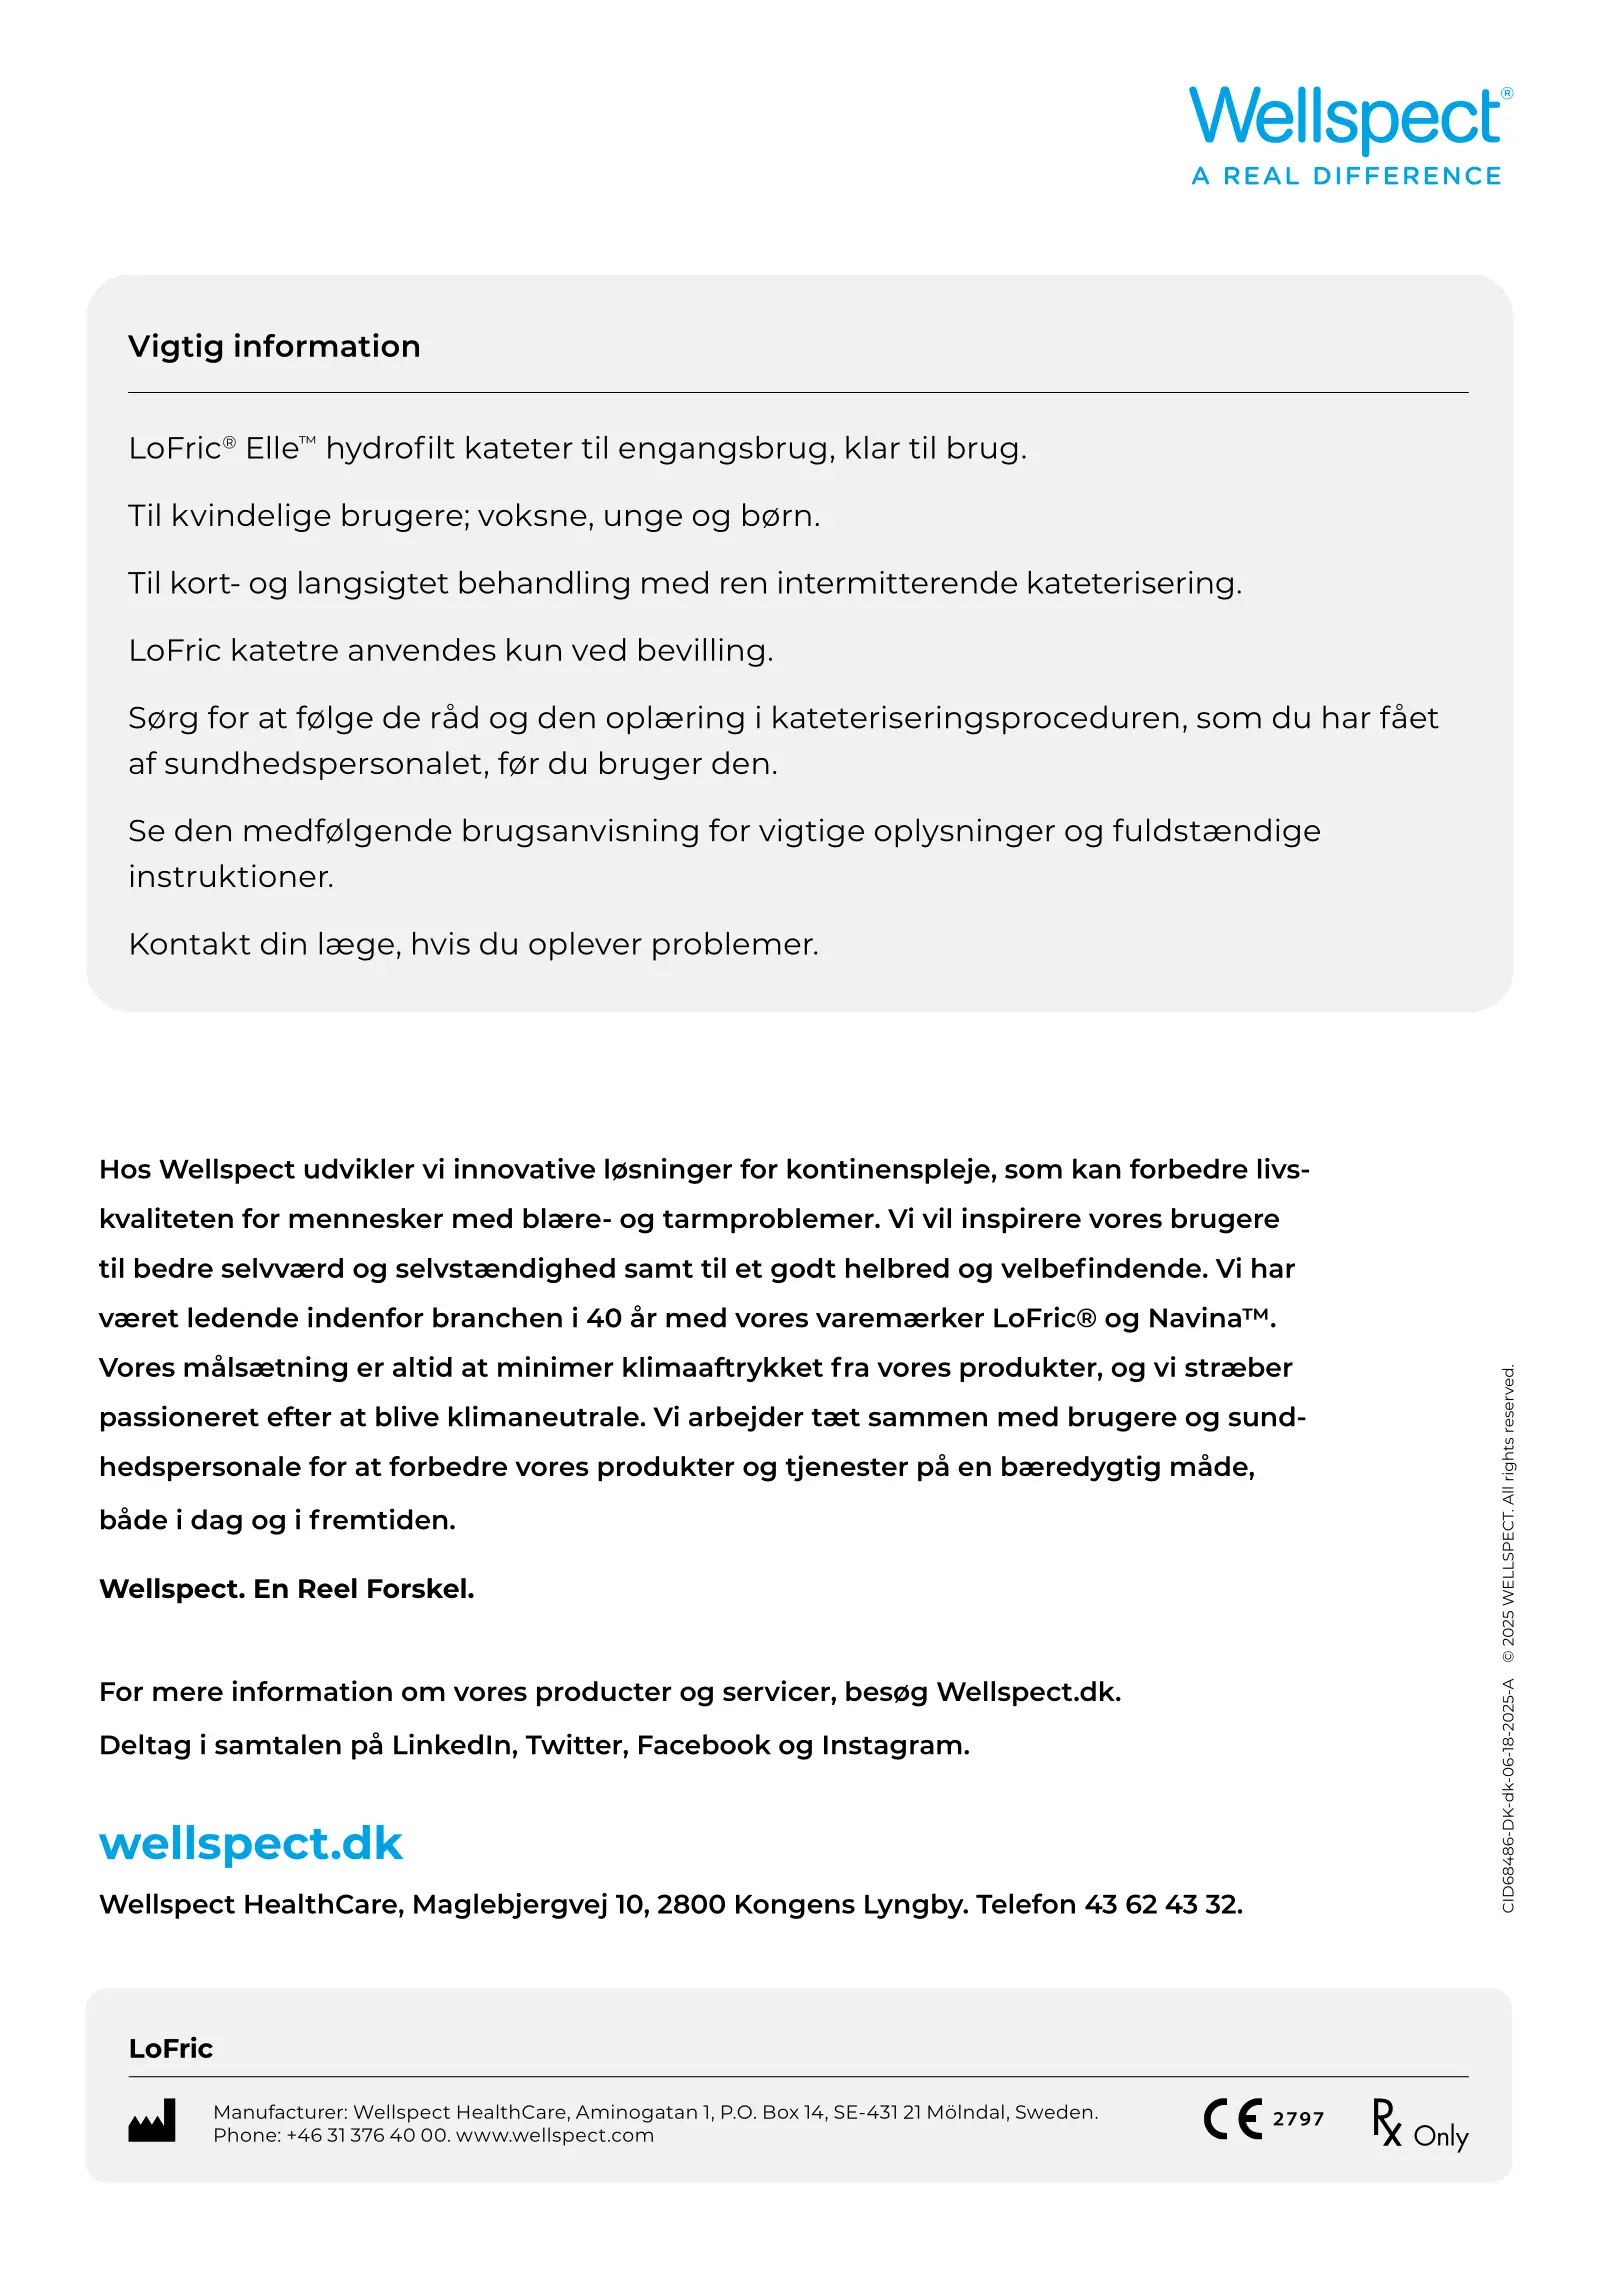 Wellspect®
A REAL DIFFERENCE
Vigtig information
LoFric® Elle™ hydrofilt kateter til engangsbrug, klar til brug.
Til kvindelige brugere; voksne, unge og børn.
Til kort- og langsigtet behandling med ren intermitterende kateterisering.
LoFric katetre anvendes kun ved bevilling.
Sørg for at følge de råd og den oplæring i kateteriseringsproceduren, som du har fået
af sundhedspersonalet, før du bruger den.
Se den medfølgende brugsanvisning for vigtige oplysninger og fuldstændige
instruktioner.
Kontakt din læge, hvis du oplever problemer.
Hos Wellspect udvikler vi innovative løsninger for kontinenspleje, som kan forbedre livs-
kvaliteten for mennesker med blære- og tarmproblemer. Vi vil inspirere vores brugere
til bedre selvværd og selvstændighed samt til et godt helbred og velbefindende. Vi har
været ledende indenfor branchen i 40 år med vores varemærker LoFric® og Navina™.
Vores målsætning er altid at minimer klimaaftrykket fra vores produkter, og vi stræber
passioneret efter at blive klimaneutrale. Vi arbejder tæt sammen med brugere og sund-
hedspersonale for at forbedre vores produkter og tjenester på en bæredygtig måde,
både i dag og i fremtiden.
Wellspect. En Reel Forskel.
For mere information om vores producter og servicer, besøg Wellspect.dk.
Deltag i samtalen på LinkedIn, Twitter, Facebook og Instagram.
wellspect.dk
Wellspect HealthCare, Maglebjergvej 10, 2800 Kongens Lyngby. Telefon 43 62 43 32.
CID68486-DK-dk-06-18-2025-A © 2025 WELLSPECT. All rights reserved.
LoFric
Manufacturer: Wellspect HealthCare, Aminogatan 1, P.O. Box 14, SE-431 21 Mölndal, Sweden.
Phone: +46 31 376 40 00. www.wellspect.com
CE 2797
Rx Only